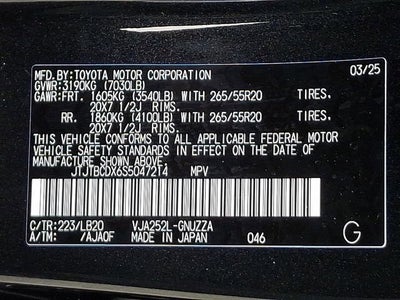 MFD.BY:TOYOTA MOTOR CORPORATION 03/25
GVWR:3190KG (7030LB)
GAWR:FRT. 1605KG (3540LB) WITH 265/55R20 TIRES.
20X7 1/2J RIMS.
RR. 1860KG (4100LB) WITH 265/55R20 TIRES.
20X7 1/2J RIMS.
THIS VEHICLE CONFORMS TO ALL APPLICABLE FEDERAL MOTOR
VEHICLE SAFETY STANDARDS IN EFFECT ON THE DATE OF
MANUFACTURE SHOWN ABOVE.
JTJTBCDX6S50472T4 MPV
C/TR:223/LB20 VJA252L-GNUZZA
A/TM: /AJA0F MADE IN JAPAN 046 G